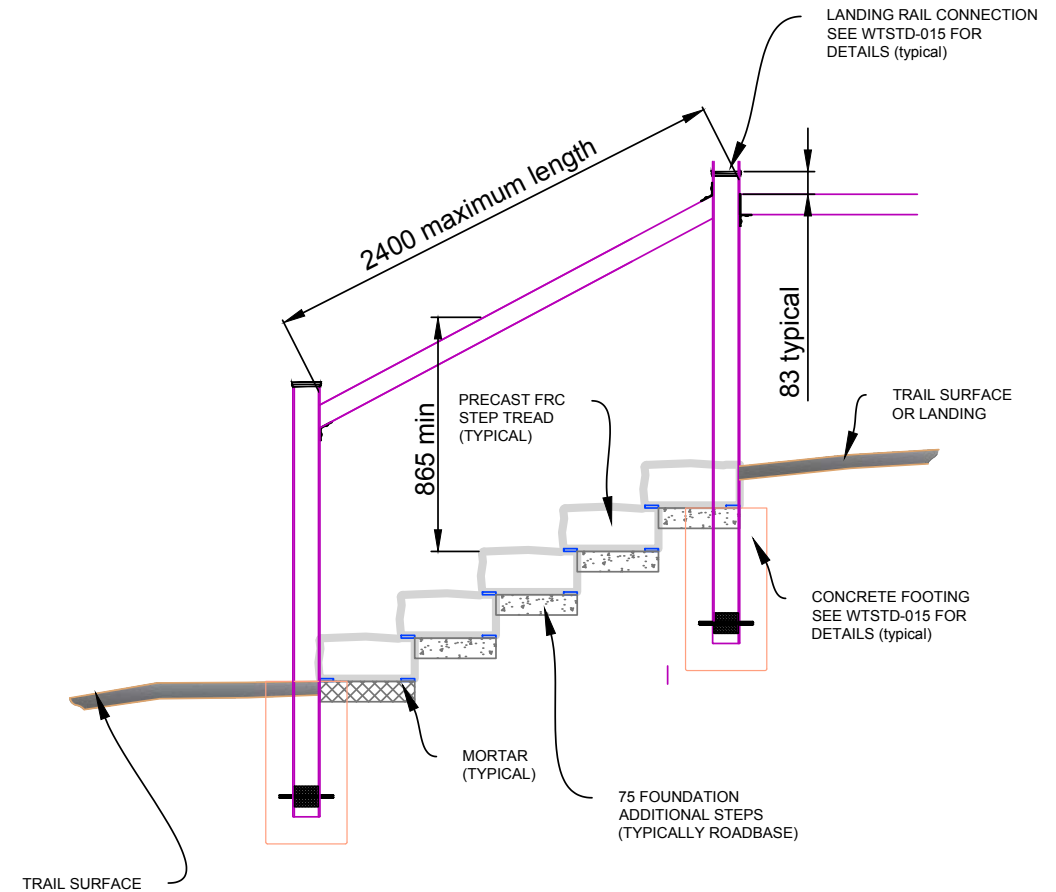 LANDING RAIL CONNECTION
SEE WTSTD-015 FOR
DETAILS (typical)
2400 maximum length
83 typical
865 min
PRECAST FRC
STEP TREAD
(TYPICAL)
TRAIL SURFACE
OR LANDING
CONCRETE FOOTING
SEE WTSTD-015 FOR
DETAILS (typical)
MORTAR
(TYPICAL)
75 FOUNDATION
ADDITIONAL STEPS
(TYPICALLY ROADBASE)
TRAIL SURFACE